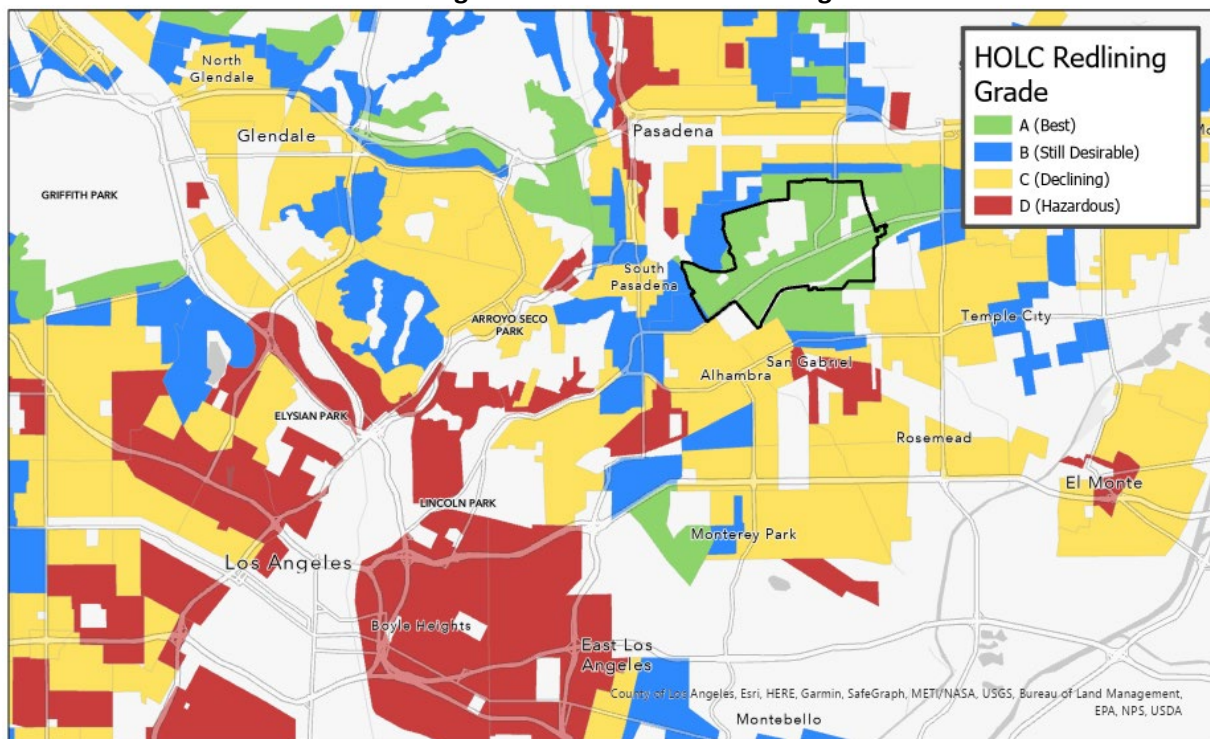 HOLC Redlining
Grade
A (Best)
B (Still Desirable)
C (Declining)
D (Hazardous)
North
Glendale
Glendale
Pasadena
GRIFFITH PARK
South
Pasadena
ARROYO SECO
PARK
Temple City
San Gabriel
Alhambra
ELYSIAN PARK
Rosemead
El Monte
LINCOLN PARK
Monterey Park
Los Angeles
Boyle Heights
East Los
Angeles
County of Los Angeles, Esri, HERE, Garmin, SafeGraph, METI/NASA, USGS, Bureau of Land Management,
EPA, NPS, USDA
Montebello